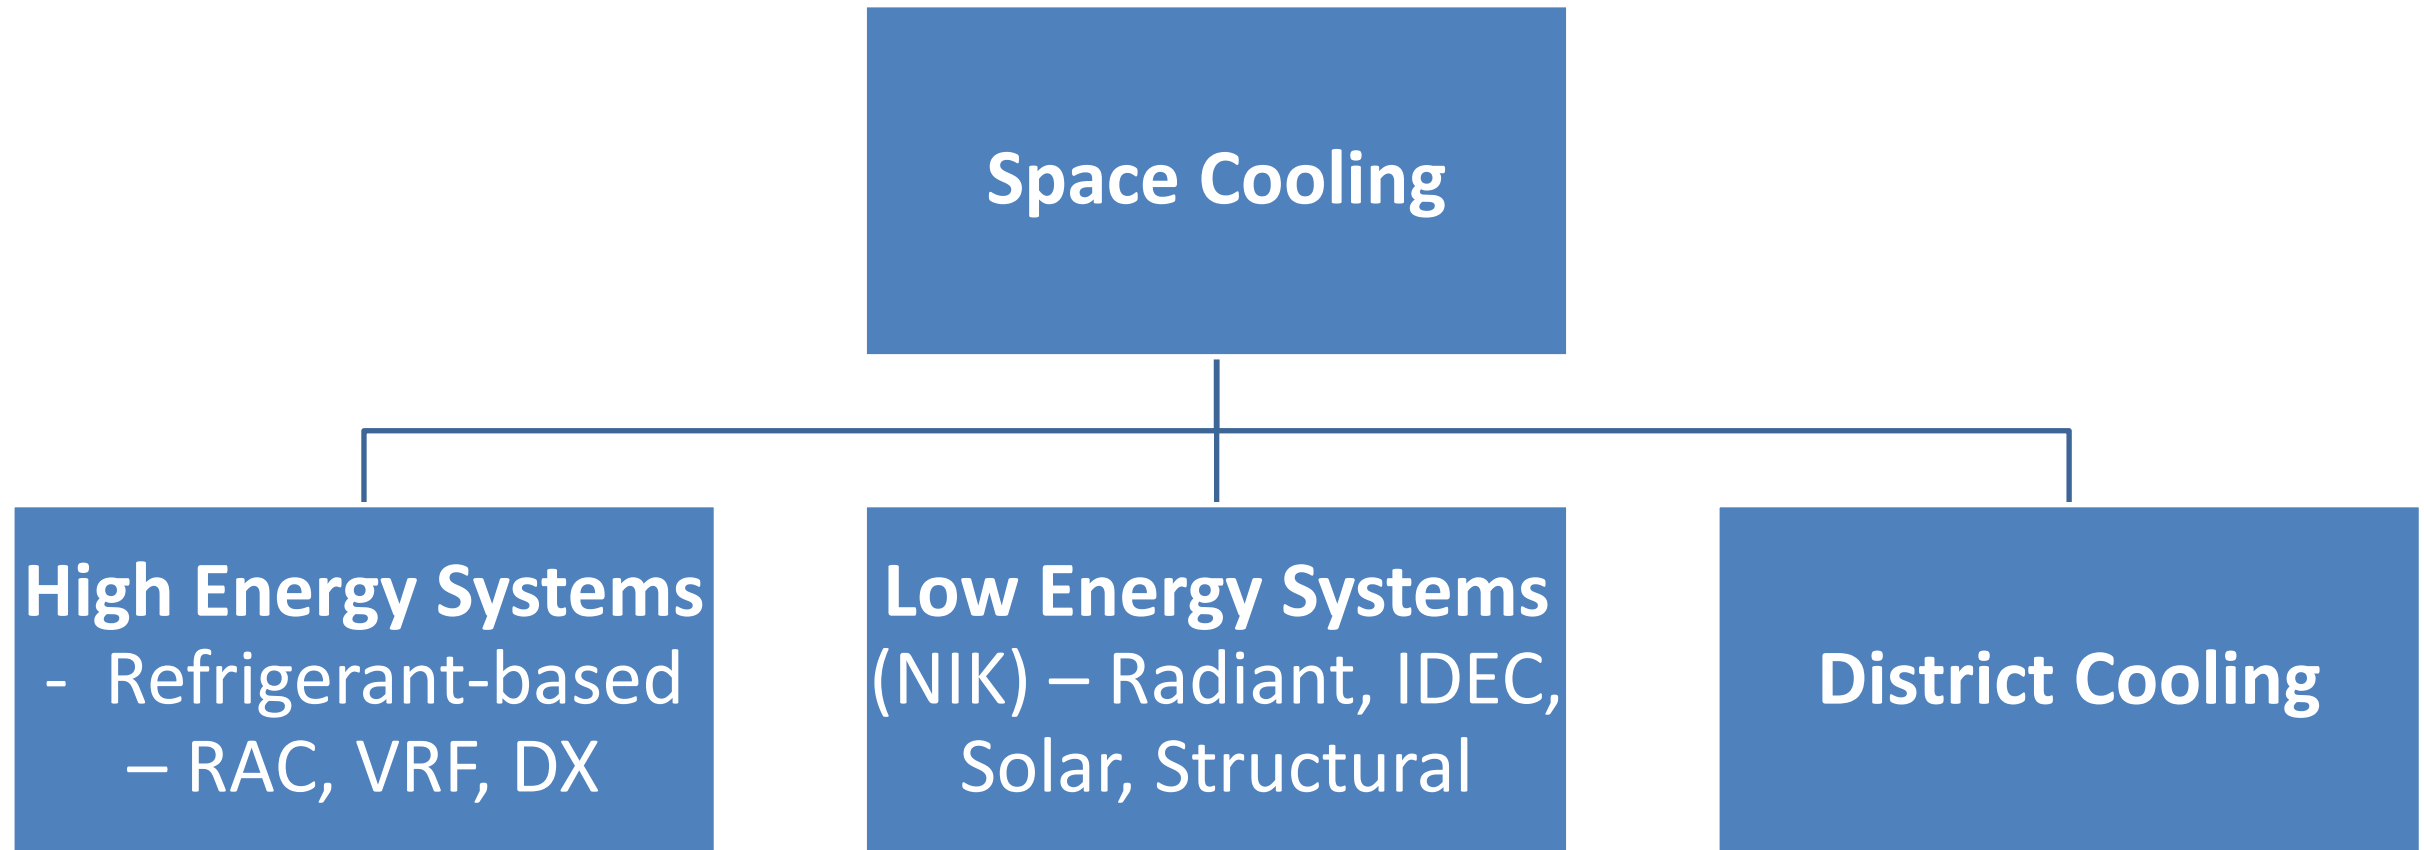 Space Cooling
High Energy Systems
- Refrigerant-based
– RAC, VRF, DX
Low Energy Systems
(NIK) – Radiant, IDEC,
Solar, Structural
District Cooling